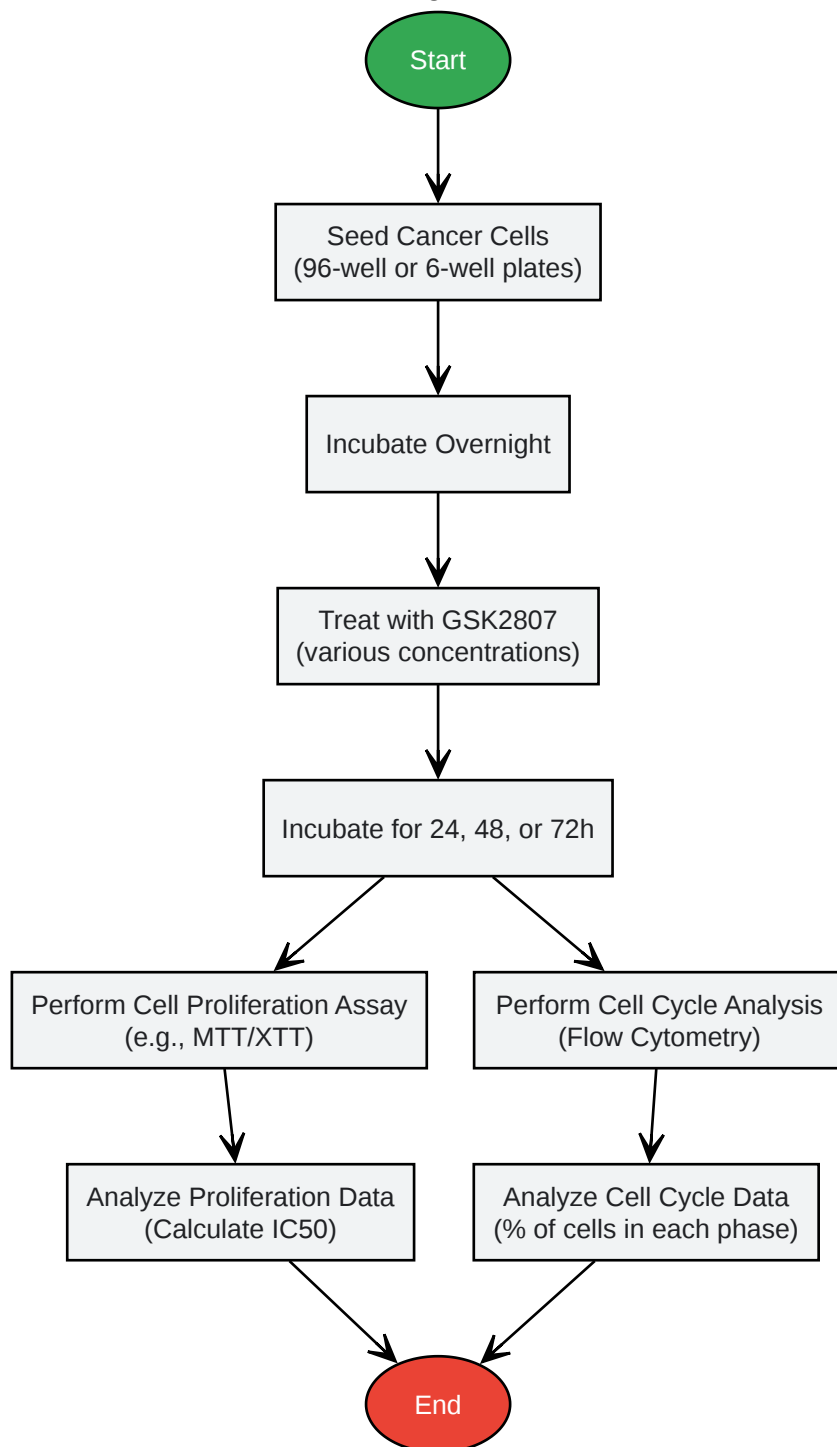 Start
Seed Cancer Cells
(96-well or 6-well plates)
Incubate Overnight
Treat with GSK2807
(various concentrations)
Incubate for 24, 48, or 72h
Perform Cell Proliferation Assay
(e.g., MTT/XTT)
Perform Cell Cycle Analysis
(Flow Cytometry)
Analyze Proliferation Data
(Calculate IC50)
Analyze Cell Cycle Data
(% of cells in each phase)
End